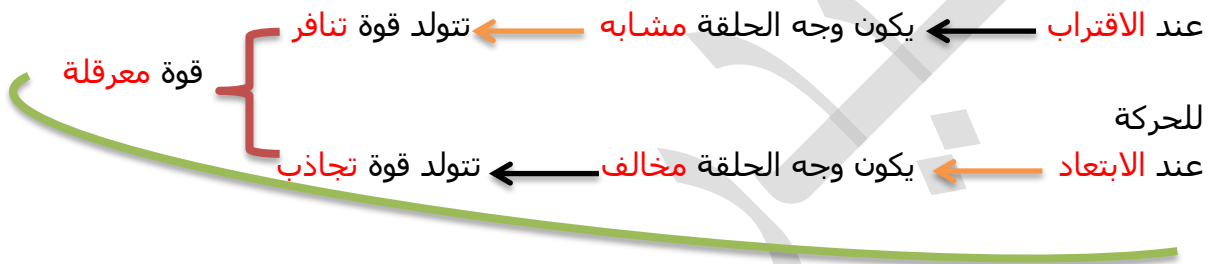 عند الاقتراب يكون وجه الحلقة مشابه تتولد قوة تنافر
قوة معرقلة
للحركة
عند الابتعاد يكون وجه الحلقة مخالف تتولد قوة تجاذب